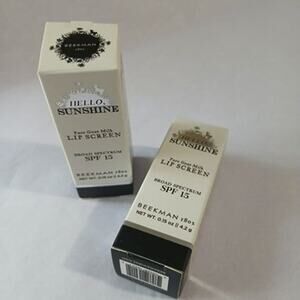 BEEKMAN
1802
HELLO,
SUNSHINE
Pure Goat Milk
LIP SCREEN
BROAD SPECTRUM
SPF 15
BEEKMAN 1802
NET WT. 0.15 oz || 4.2 g
SUNSHINE
Pure Goat Milk
LIP SCREEN
BROAD SPECTRUM
SPF 15
BEEKMAN 1802
NET WT. 0.15 oz || 4.2 g